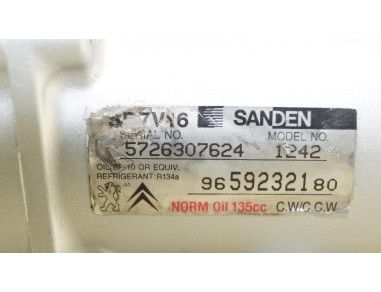 SD7V16 SANDEN
SERIAL NO. MODEL NO.
5726307624 1242
OIL:SP-10 OR EQUIV.
REFRIGERANT:R134a
9659232180
NORM Oil 135cc C.W/C.C.W